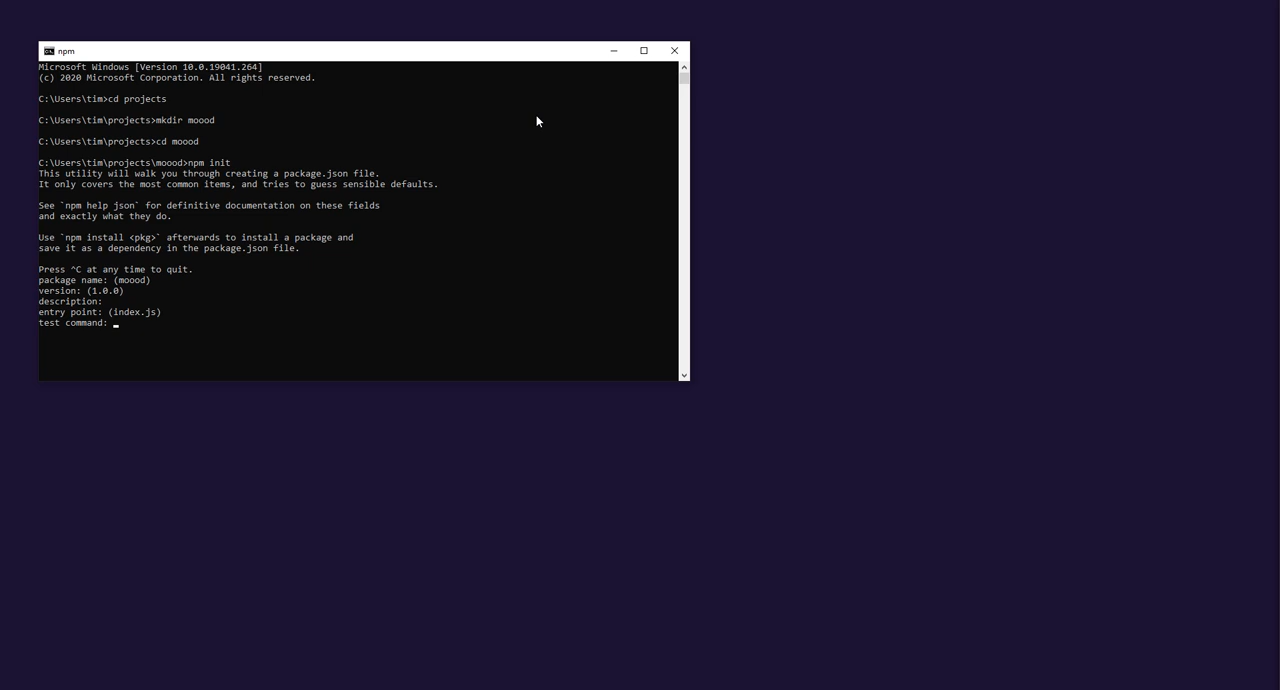 npm
Microsoft Windows [Version 10.0.19041.264]
(c) 2020 Microsoft Corporation. All rights reserved.
C:\Users\tim>cd projects
C:\Users\tim\projects>mkdir moood
C:\Users\tim\projects>cd moood
C:\Users\tim\projects\moood>npm init
This utility will walk you through creating a package.json file.
It only covers the most common items, and tries to guess sensible defaults.
See `npm help json` for definitive documentation on these fields
and exactly what they do.
Use `npm install <pkg>` afterwards to install a package and
save it as a dependency in the package.json file.
Press ^C at any time to quit.
package name: (moood)
version: (1.0.0)
description:
entry point: (index.js)
test command: